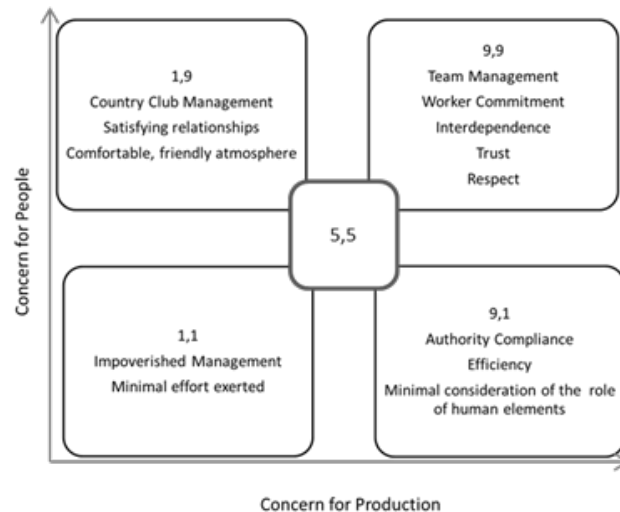 Concern for People
1,9
Country Club Management
Satisfying relationships
Comfortable, friendly atmosphere
9,9
Team Management
Worker Commitment
Interdependence
Trust
Respect
5,5
1,1
Impoverished Management
Minimal effort exerted
9,1
Authority Compliance
Efficiency
Minimal consideration of the role
of human elements
Concern for Production